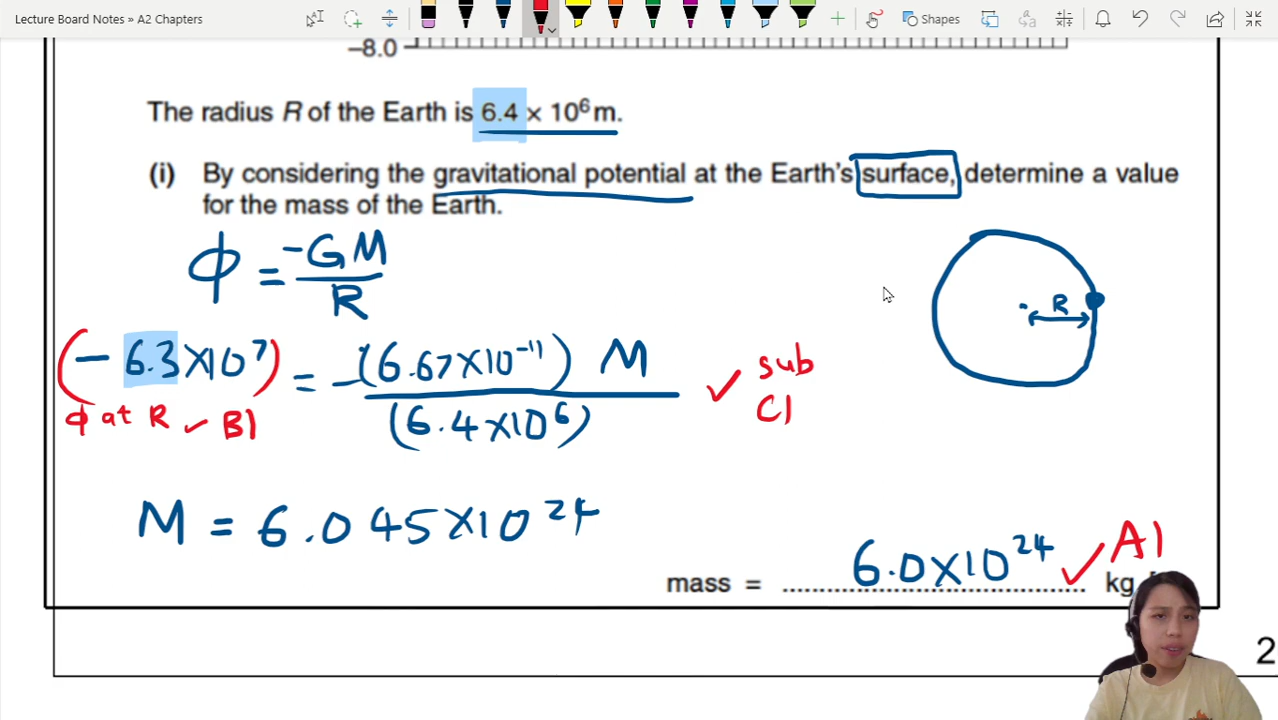 Lecture Board Notes » A2 Chapters
Shapes
−8.0
The radius R of the Earth is 6.4 × 10⁶ m.
(i) By considering the gravitational potential at the Earth's surface, determine a value
for the mass of the Earth.
ϕ = −GM / R
R
(− 6.3×10⁷) = −(6.67×10⁻¹¹) M / (6.4×10⁶) ✓ sub
C1
ϕ at R ✓ B1
M = 6.045×10²⁴
6.0×10²⁴ ✓ A1
mass = .......................................... kg
2